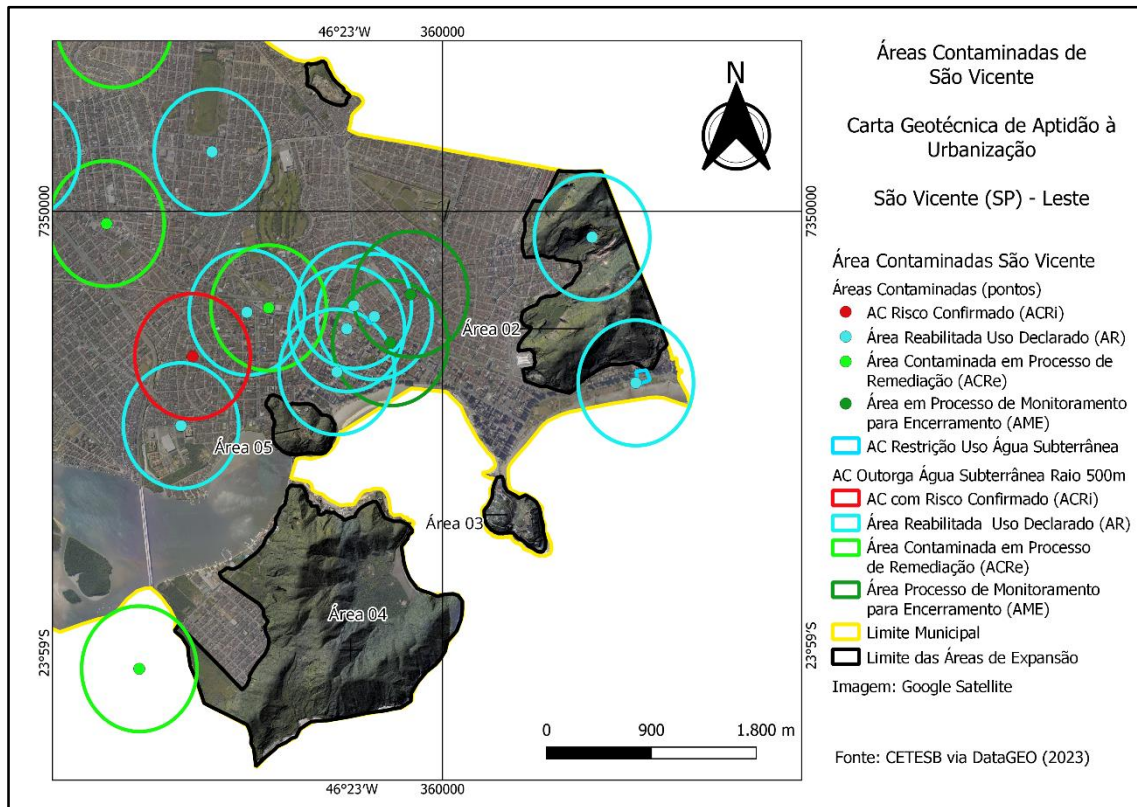 46°23'W
360000
7350000
7350000
23°59'S
23°59'S
Área 02
Área 05
Área 03
Área 04
0
900
1.800 m
46°23'W
360000
N
Áreas Contaminadas de
São Vicente
Carta Geotécnica de Aptidão à
Urbanização
São Vicente (SP) - Leste
Área Contaminadas São Vicente
Áreas Contaminadas (pontos)
AC Risco Confirmado (ACRi)
Área Reabilitada Uso Declarado (AR)
Área Contaminada em Processo de
Remediação (ACRe)
Área em Processo de Monitoramento
para Encerramento (AME)
AC Restrição Uso Água Subterrânea
AC Outorga Água Subterrânea Raio 500m
AC com Risco Confirmado (ACRi)
Área Reabilitada Uso Declarado (AR)
Área Contaminada em Processo
de Remediação (ACRe)
Área Processo de Monitoramento
para Encerramento (AME)
Limite Municipal
Limite das Áreas de Expansão
Imagem: Google Satellite
Fonte: CETESB via DataGEO (2023)